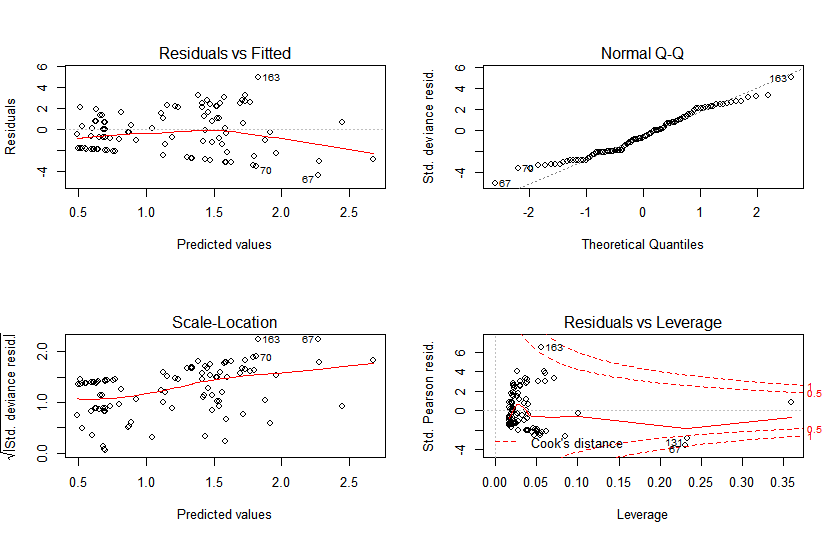 Residuals vs Fitted
Residuals
6
4
2
0
-4
163
70
67
0.5 1.0 1.5 2.0 2.5
Predicted values
Normal Q-Q
Std. deviance resid.
6
4
2
0
-4
163
70
67
-2 -1 0 1 2
Theoretical Quantiles
Scale-Location
√|Std. deviance resid.|
2.0
1.0
0.0
163
67
70
0.5 1.0 1.5 2.0 2.5
Predicted values
Residuals vs Leverage
Std. Pearson resid.
6
4
2
0
-4
163
131
67
1
0.5
0.5
1
Cook's distance
0.00 0.05 0.10 0.15 0.20 0.25 0.30 0.35
Leverage